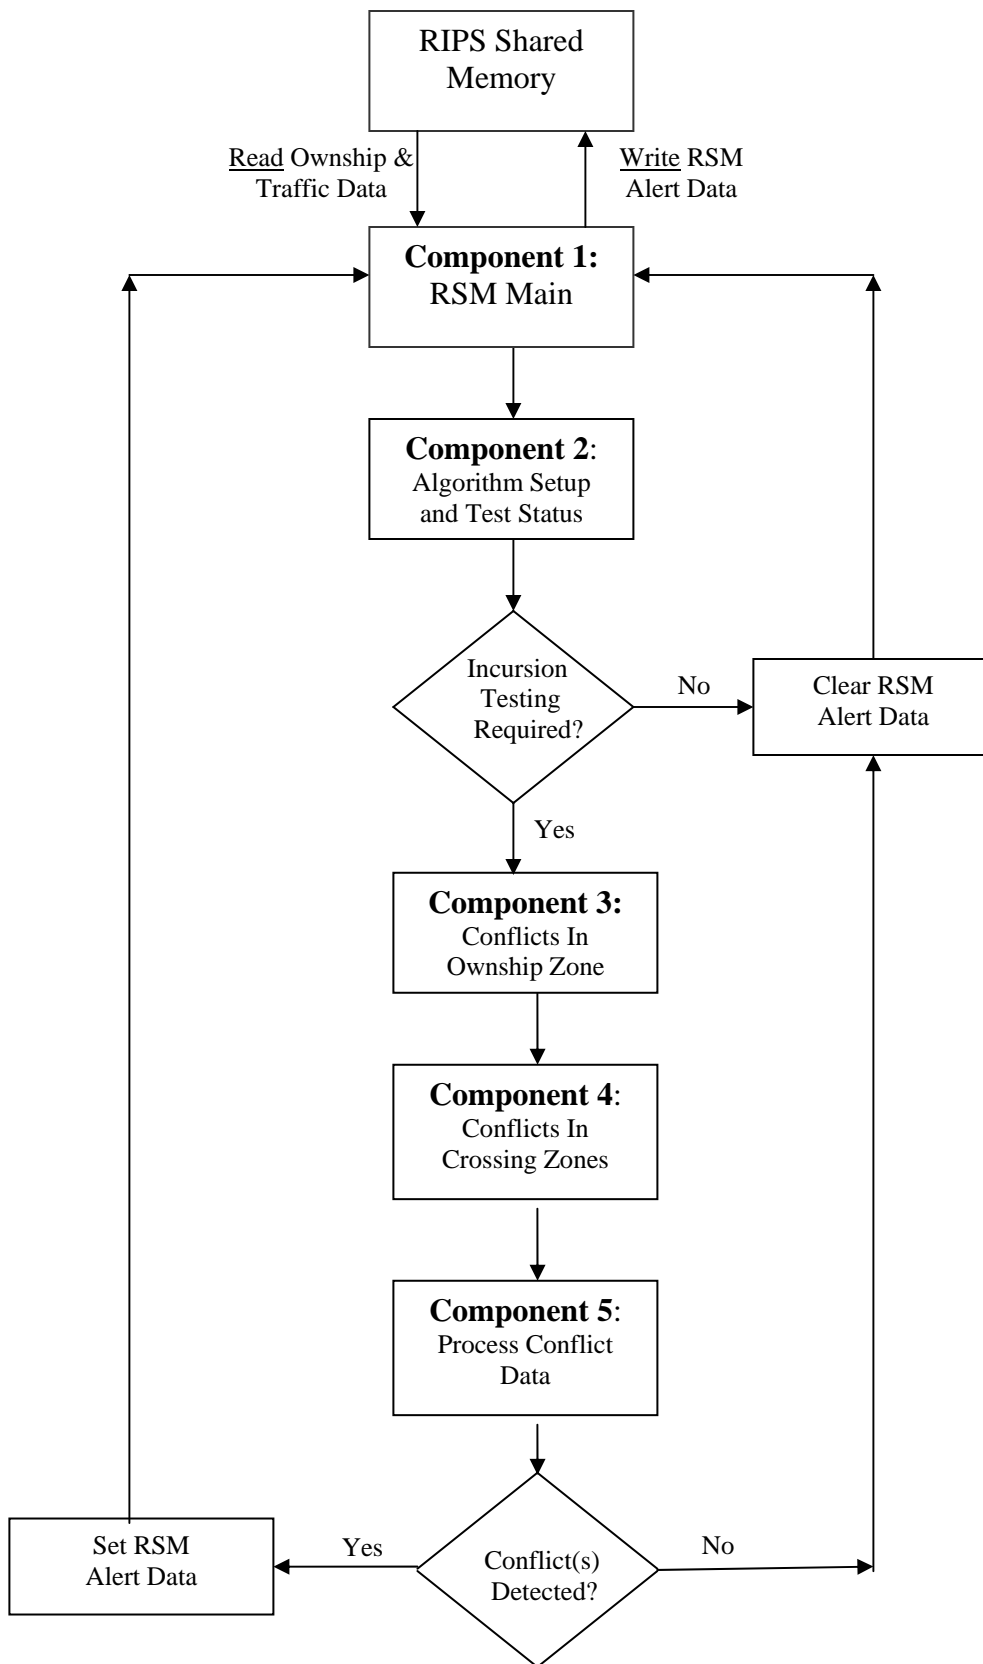 RIPS Shared
Memory
Read Ownship &
Traffic Data
Write RSM
Alert Data
Component 1:
RSM Main
Component 2:
Algorithm Setup
and Test Status
Incursion
Testing
Required?
No
Clear RSM
Alert Data
Yes
Component 3:
Conflicts In
Ownship Zone
Component 4:
Conflicts In
Crossing Zones
Component 5:
Process Conflict
Data
Set RSM
Alert Data
Yes
Conflict(s)
Detected?
No